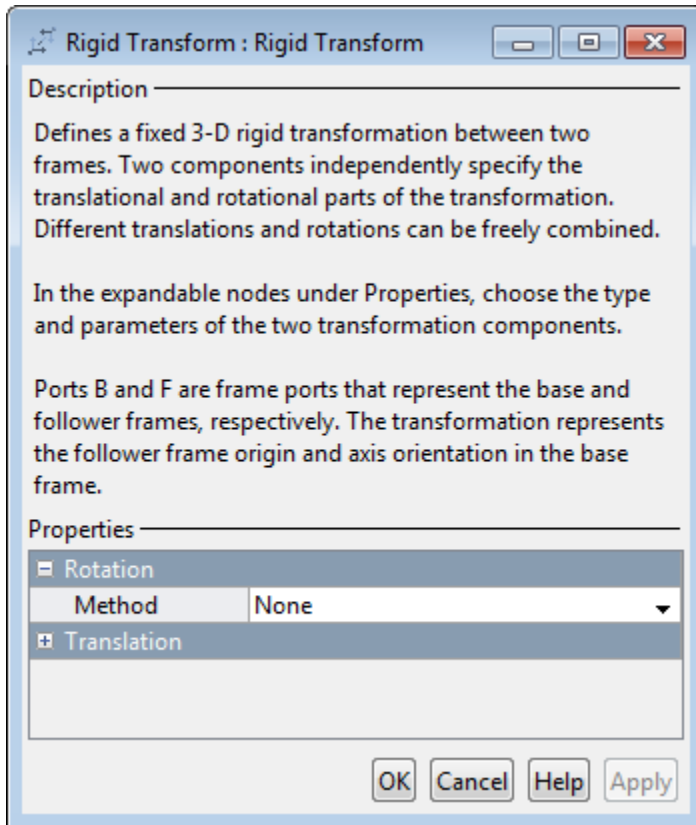 Rigid Transform : Rigid Transform
Description
Defines a fixed 3-D rigid transformation between two
frames. Two components independently specify the
translational and rotational parts of the transformation.
Different translations and rotations can be freely combined.
In the expandable nodes under Properties, choose the type
and parameters of the two transformation components.
Ports B and F are frame ports that represent the base and
follower frames, respectively. The transformation represents
the follower frame origin and axis orientation in the base
frame.
Properties
Rotation
Method None
Translation
OK Cancel Help Apply